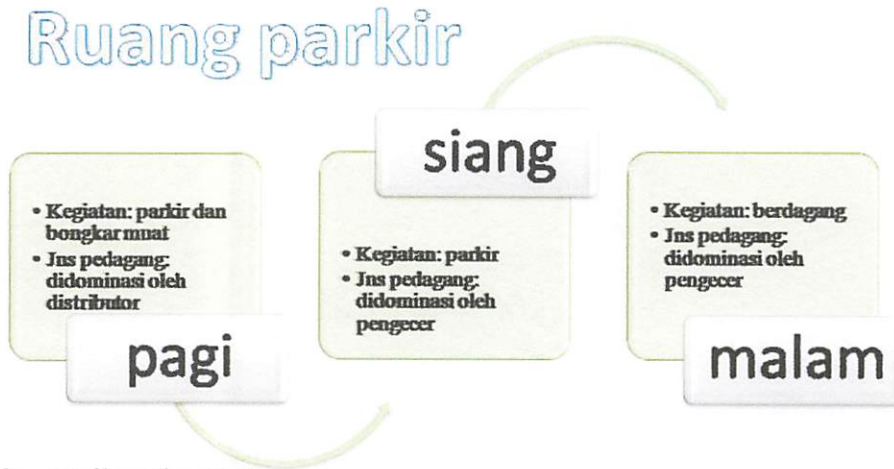 Ruang parkir
• Kegiatan: parkir dan
bongkar muat
• Jns pedagang:
didominasi oleh
distributor
pagi
siang
• Kegiatan: parkir
• Jns pedagang:
didominasi oleh
pengecer
• Kegiatan: berdagang
• Jns pedagang:
didominasi oleh
pengecer
malam